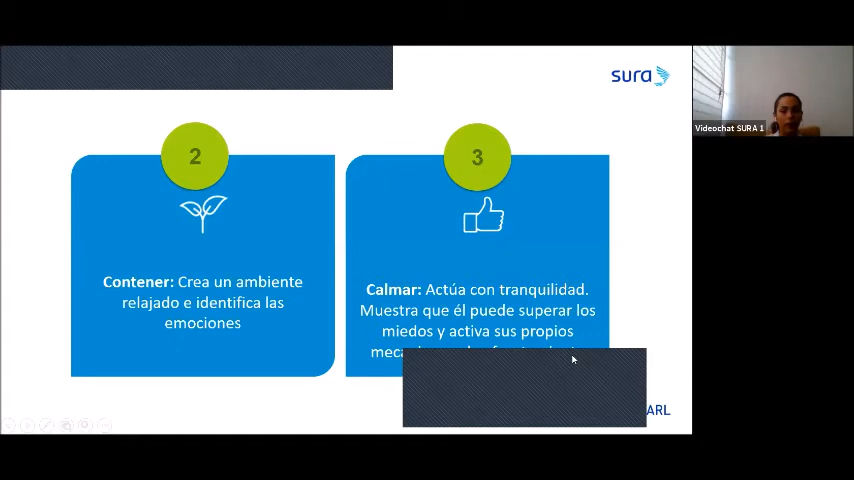 sura
Videochat SURA 1
2
3
Contener: Crea un ambiente
relajado e identifica las
emociones
Calmar: Actúa con tranquilidad.
Muestra que él puede superar los
miedos y activa sus propios
ARL